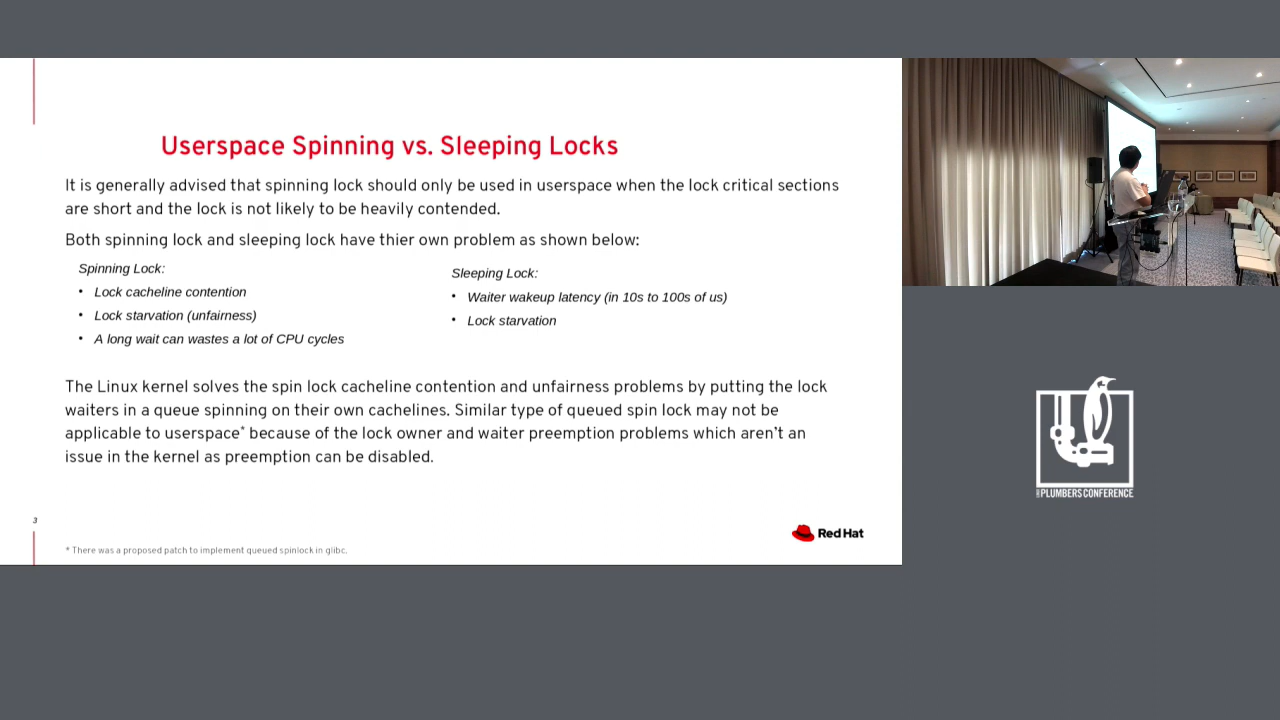 Userspace Spinning vs. Sleeping Locks
It is generally advised that spinning lock should only be used in userspace when the lock critical sections
are short and the lock is not likely to be heavily contended.
Both spinning lock and sleeping lock have thier own problem as shown below:
Spinning Lock:
• Lock cacheline contention
• Lock starvation (unfairness)
• A long wait can wastes a lot of CPU cycles
Sleeping Lock:
• Waiter wakeup latency (in 10s to 100s of us)
• Lock starvation
The Linux kernel solves the spin lock cacheline contention and unfairness problems by putting the lock
waiters in a queue spinning on their own cachelines. Similar type of queued spin lock may not be
applicable to userspace* because of the lock owner and waiter preemption problems which aren't an
issue in the kernel as preemption can be disabled.
3
Red Hat
* There was a proposed patch to implement queued spinlock in glibc.
PLUMBERS CONFERENCE